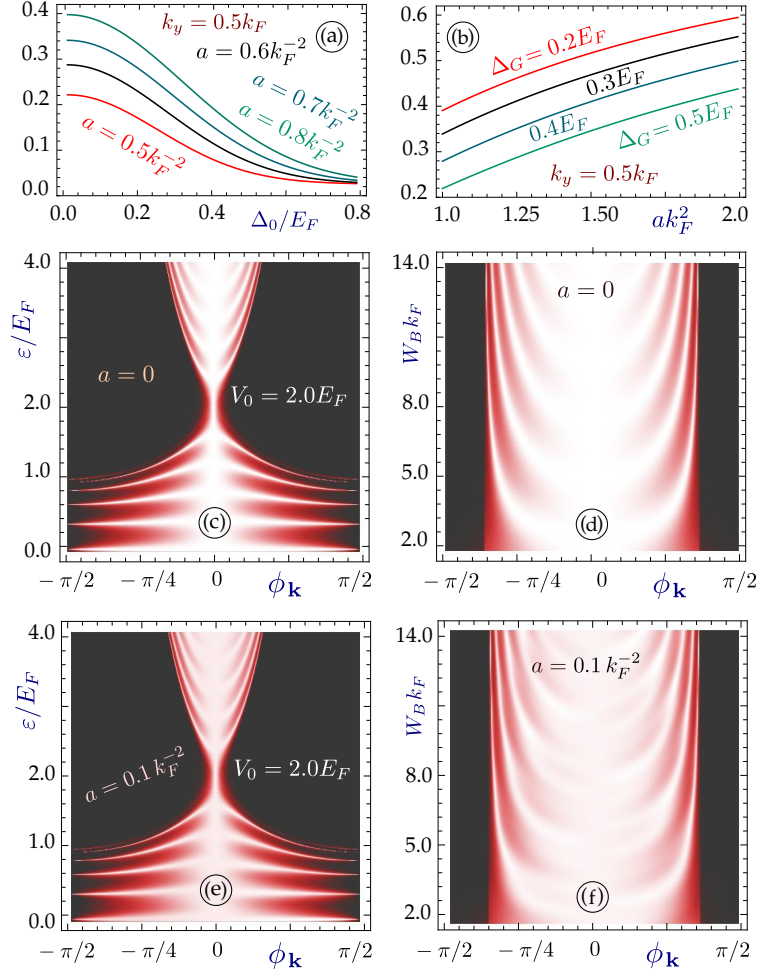 0.4
0.3
0.2
0.1
0.0
k_y = 0.5k_F
a = 0.6k_F^{-2}
(a)
a = 0.7k_F^{-2}
a = 0.8k_F^{-2}
a = 0.5k_F^{-2}
0.0 0.2 0.4 0.6 0.8
Δ_0/E_F
0.6
0.5
0.4
0.3
0.2
(b)
Δ_G = 0.2E_F
0.3E_F
0.4E_F
Δ_G = 0.5E_F
k_y = 0.5k_F
1.0 1.25 1.50 1.75 2.0
ak_F^2
ε/E_F
4.0
2.0
1.0
0.0
a = 0
V_0 = 2.0E_F
(c)
−π/2 −π/4 0 π/2
ϕ_k
W_B k_F
14.0
8.0
5.0
2.0
a = 0
(d)
−π/2 −π/4 0 π/2
ϕ_k
ε/E_F
4.0
2.0
1.0
0.0
a = 0.1 k_F^{-2}
V_0 = 2.0E_F
(e)
−π/2 −π/4 0 π/2
ϕ_k
W_B k_F
14.0
8.0
5.0
2.0
a = 0.1 k_F^{-2}
(f)
−π/2 −π/4 0 π/2
ϕ_k